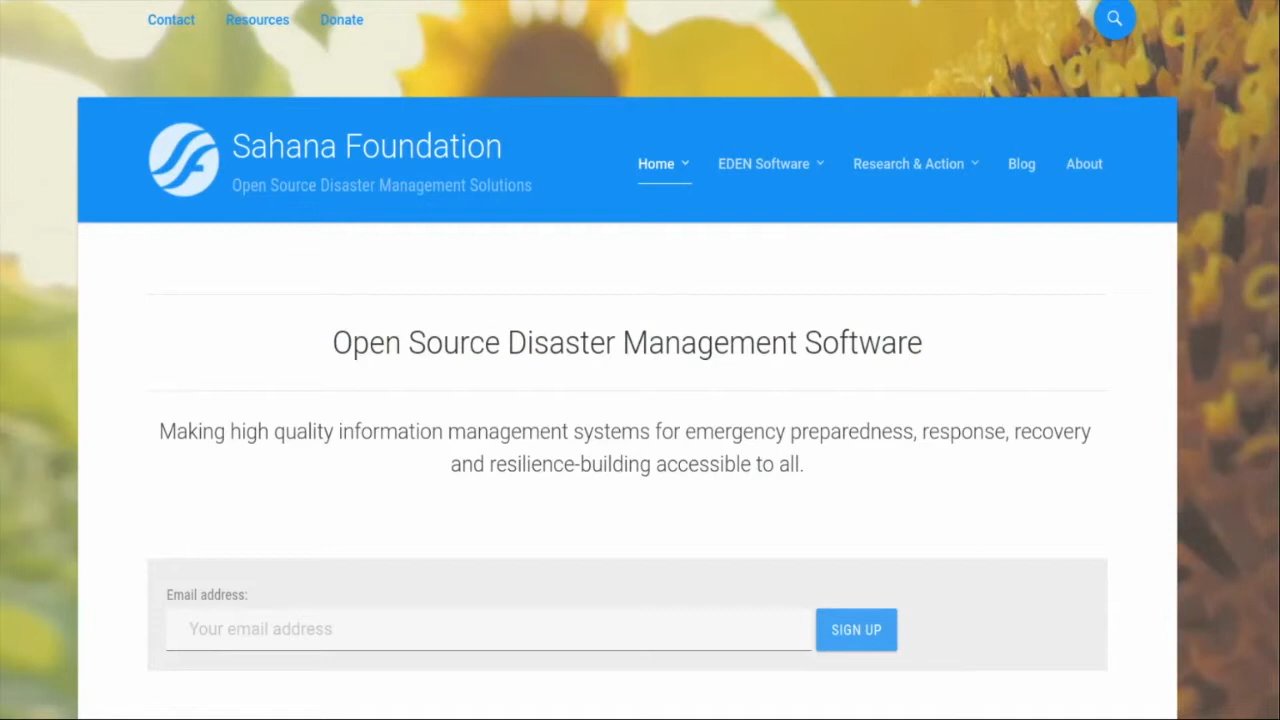 Contact Resources Donate
Sahana Foundation
Open Source Disaster Management Solutions
Home EDEN Software Research & Action Blog About
Open Source Disaster Management Software
Making high quality information management systems for emergency preparedness, response, recovery
and resilience-building accessible to all.
Email address:
Your email address
SIGN UP